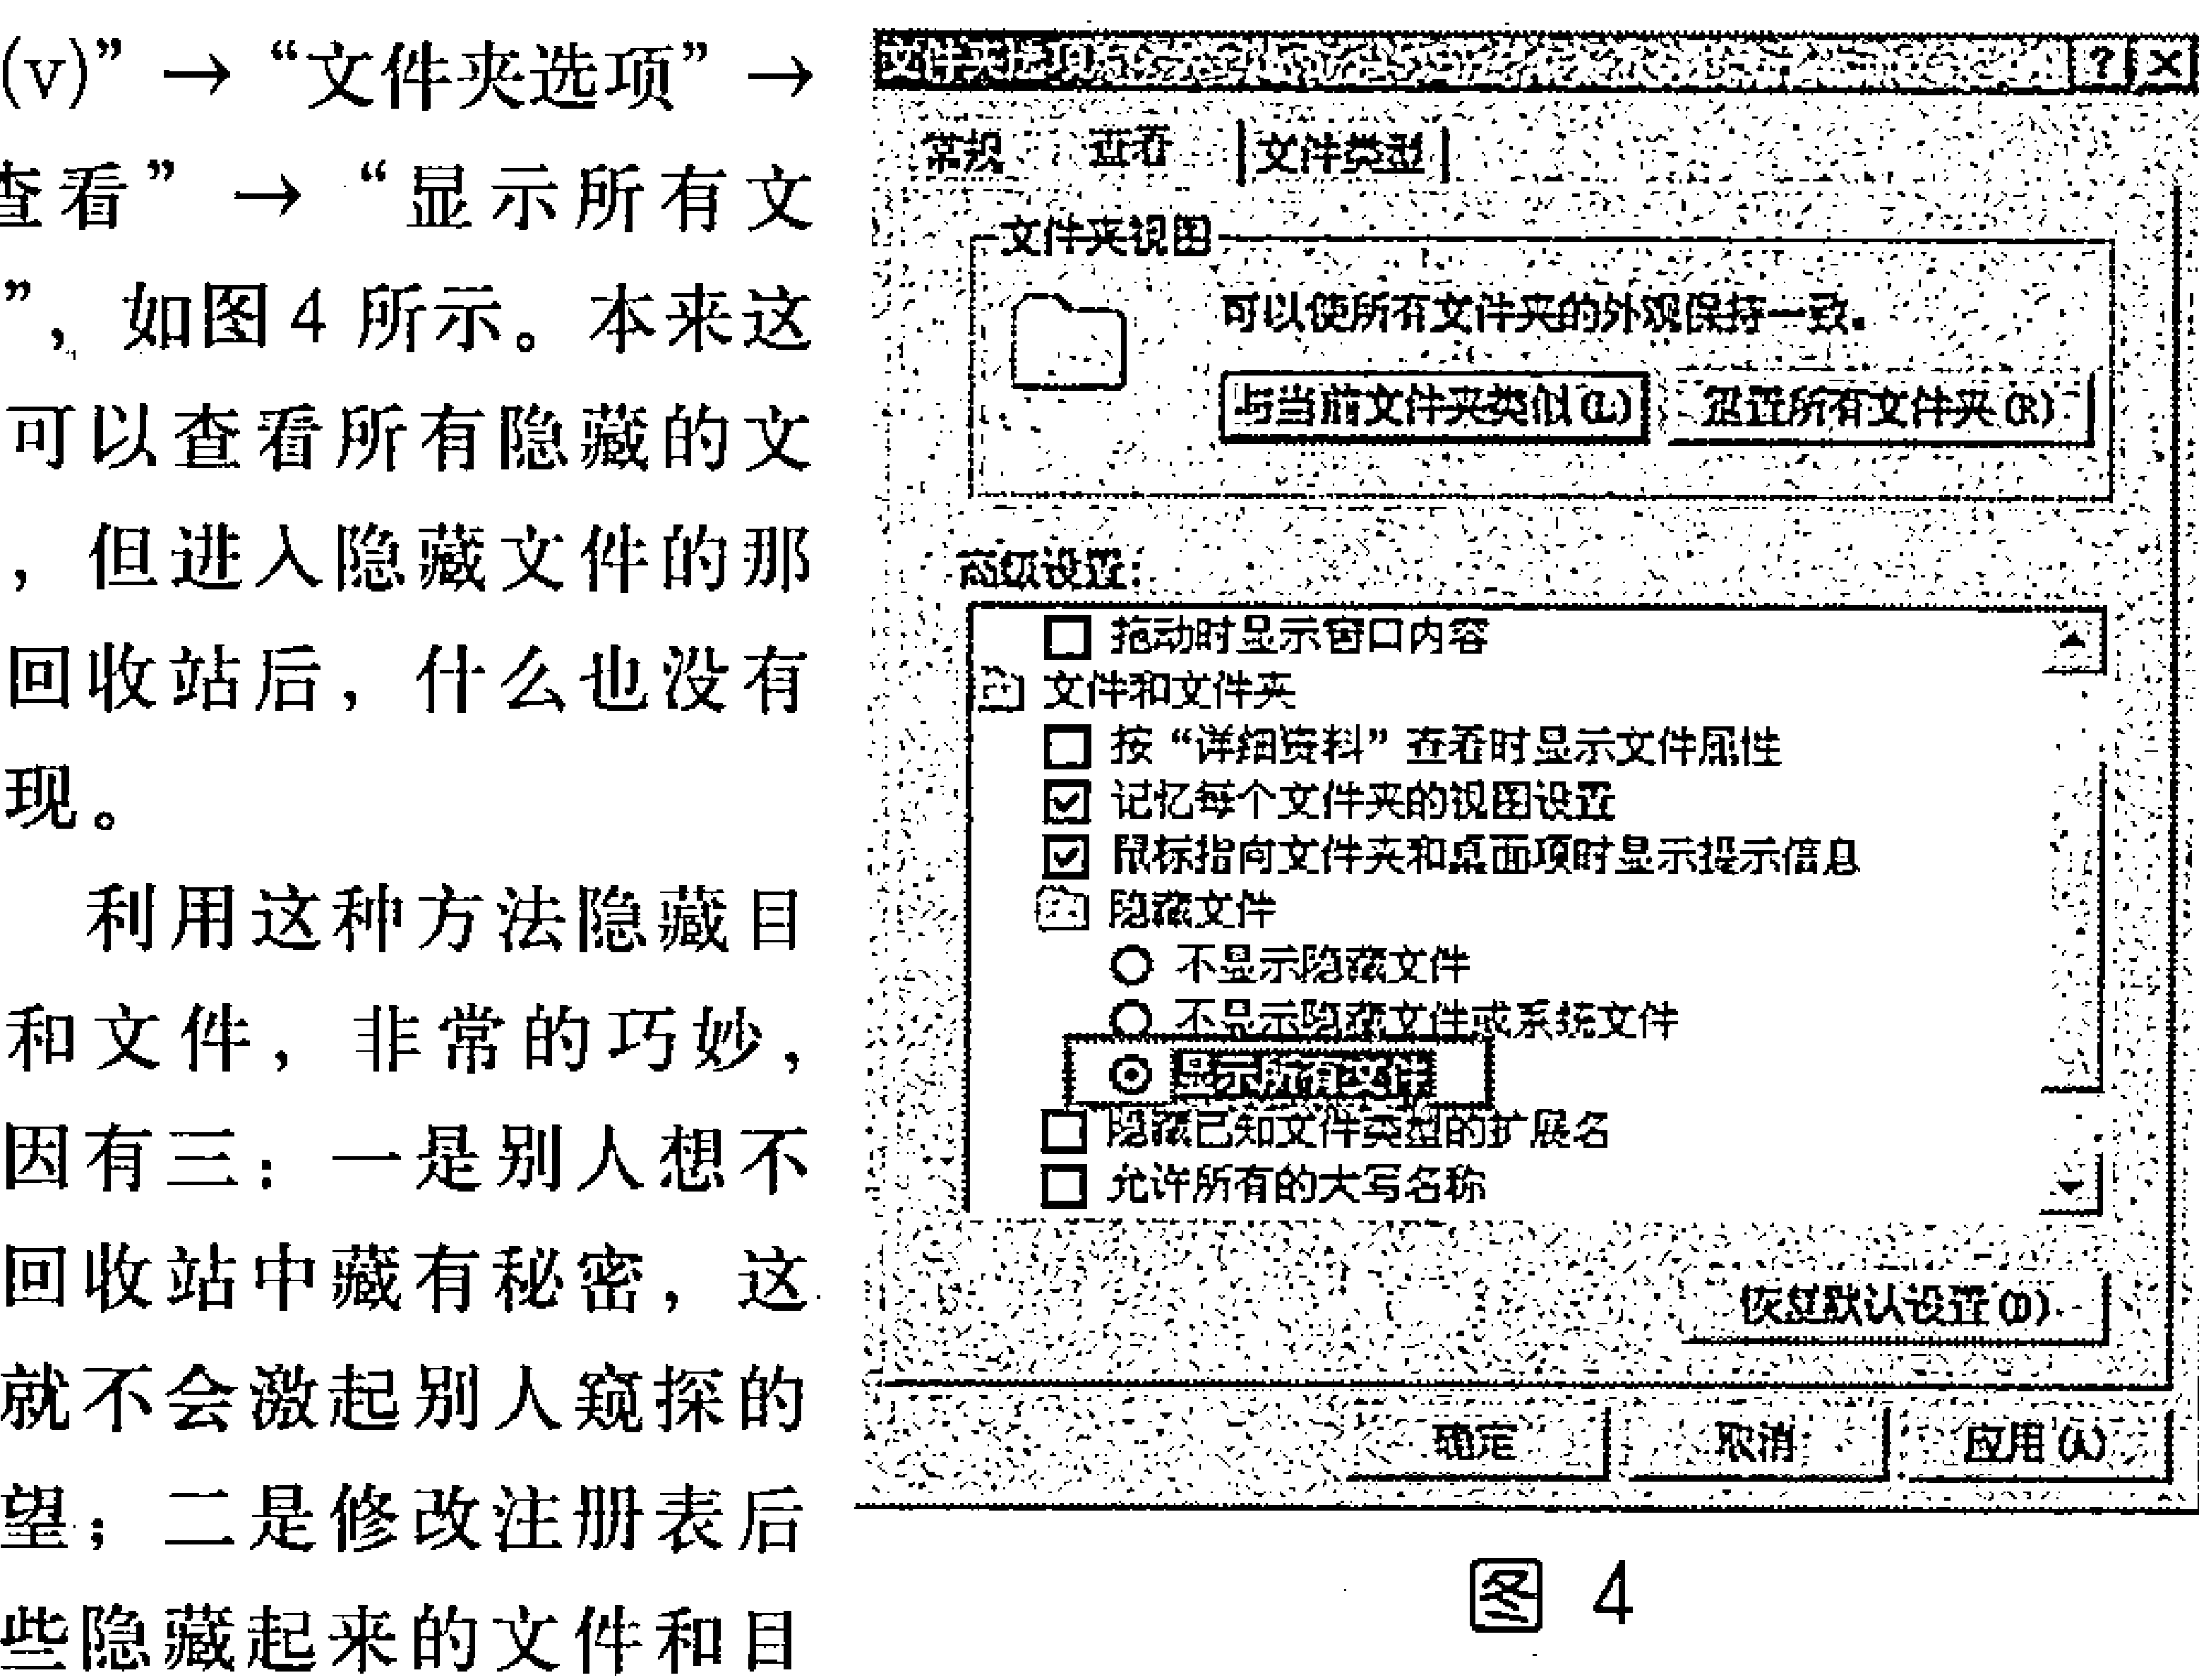 (v)” → “文件夹选项” →
查看” → “显示所有文
”, 如图 4 所示。本来这
可以查看所有隐藏的文
，但进入隐藏文件的那
回收站后，什么也没有
现。
利用这种方法隐藏目
和文件，非常的巧妙，
因有三：一是别人想不
回收站中藏有秘密，这
就不会激起别人窥探的
望；二是修改注册表后
些隐藏起来的文件和目
文件夹选项
常规 查看 文件类型
文件夹视图
可以使所有文件夹的外观保持一致。
与当前文件夹类似(L) 重置所有文件夹(R)
高级设置：
拖动时显示窗口内容
文件和文件夹
按“详细资料”查看时显示文件属性
记忆每个文件夹的视图设置
鼠标指向文件夹和桌面项时显示提示信息
隐藏文件
不显示隐藏文件
不显示隐藏文件或系统文件
显示所有文件
隐藏已知文件类型的扩展名
允许所有的大写名称
恢复默认设置(D)
确定 取消 应用(A)
图 4